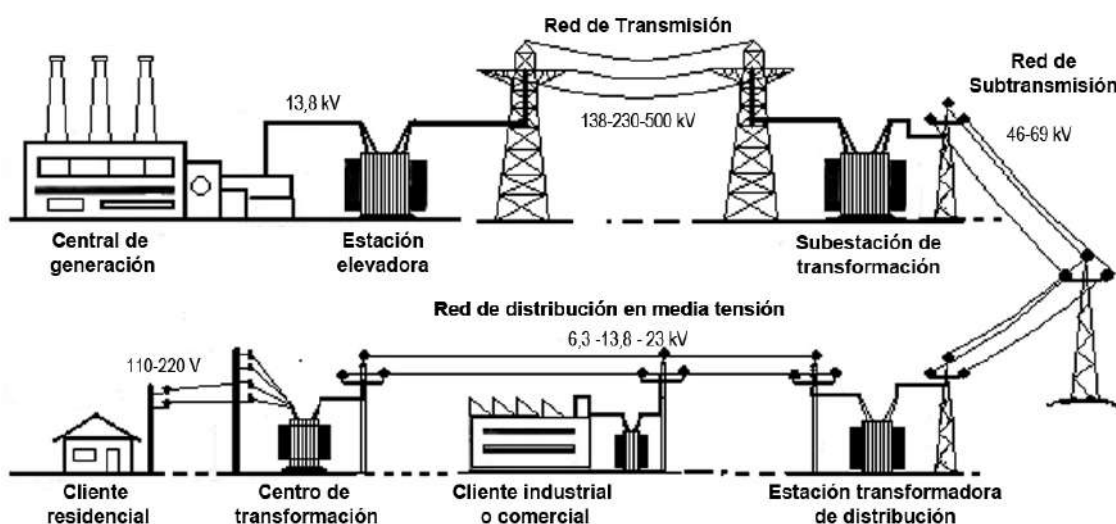 Red de Transmisión
Red de
Subtransmisión
13,8 kV
138-230-500 kV
46-69 kV
Central de
generación
Estación
elevadora
Subestación de
transformación
Red de distribución en media tensión
6,3 -13,8 - 23 kV
110-220 V
Cliente
residencial
Centro de
transformación
Cliente industrial
o comercial
Estación transformadora
de distribución